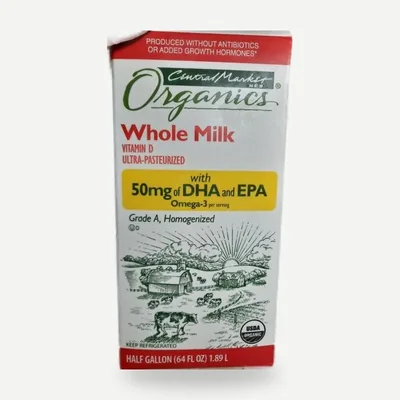 PRODUCED WITHOUT ANTIBIOTICS
OR ADDED GROWTH HORMONES*
Central Market
H-E-B
Organics®
Whole Milk
VITAMIN D
ULTRA-PASTEURIZED
with
50mg of DHA and EPA
Omega-3 per serving
Grade A, Homogenized
Ⓤ D
USDA
ORGANIC
KEEP REFRIGERATED
HALF GALLON (64 FL OZ) 1.89 L